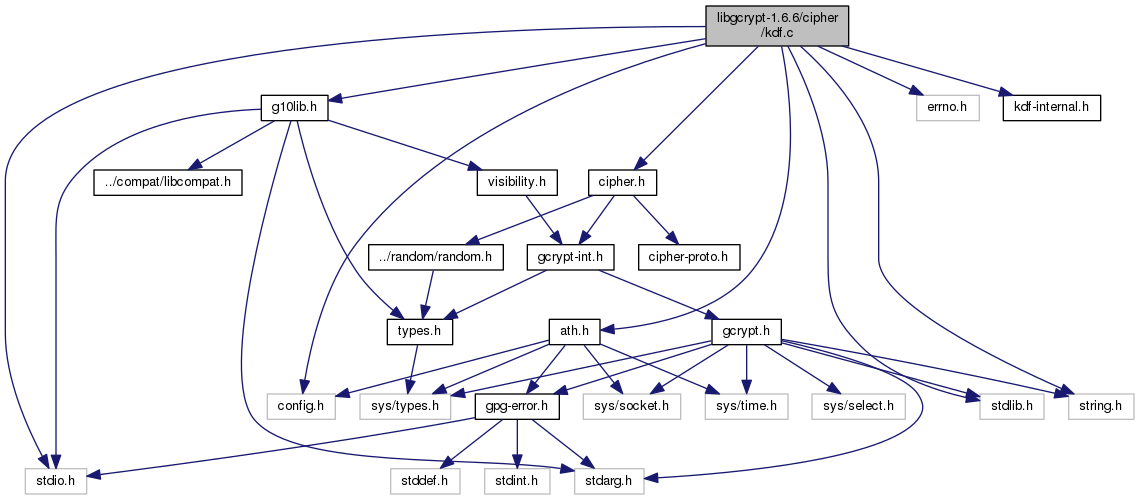 libgcrypt-1.6.6/cipher
/kdf.c
g10lib.h
errno.h
kdf-internal.h
../compat/libcompat.h
visibility.h
cipher.h
../random/random.h
gcrypt-int.h
cipher-proto.h
types.h
ath.h
gcrypt.h
config.h
sys/types.h
gpg-error.h
sys/socket.h
sys/time.h
sys/select.h
stdlib.h
string.h
stdio.h
stddef.h
stdint.h
stdarg.h